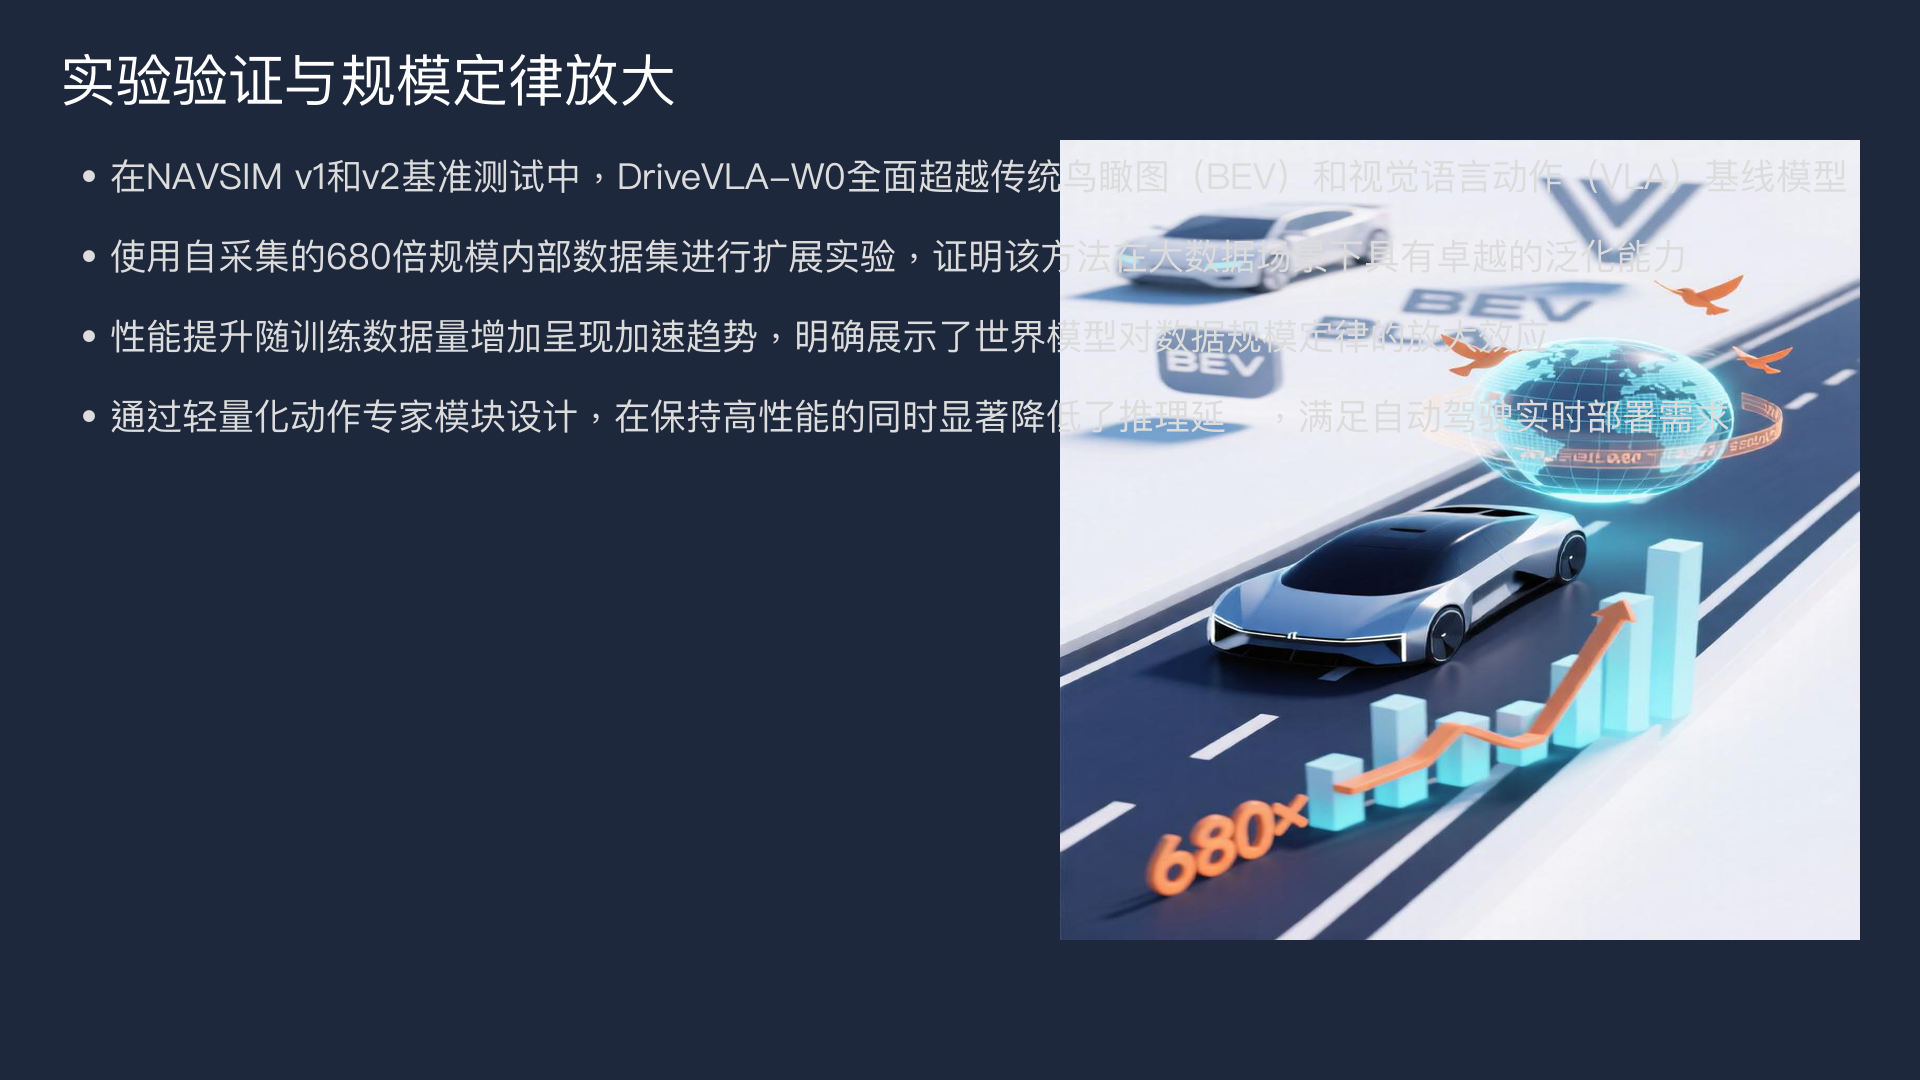 实验验证与规模定律放大
• 在NAVSIM v1和v2基准测试中，DriveVLA-W0全面超越传统鸟瞰图（BEV）和视觉语言动作（VLA）基线模型
• 使用自采集的680倍规模内部数据集进行扩展实验，证明该方法在大数据场景下具有卓越的泛化能力
• 性能提升随训练数据量增加呈现加速趋势，明确展示了世界模型对数据规模定律的放大效应
• 通过轻量化动作专家模块设计，在保持高性能的同时显著降低了推理延 ，满足自动驾驶实时部署需求
V
BEV
BEV
680×